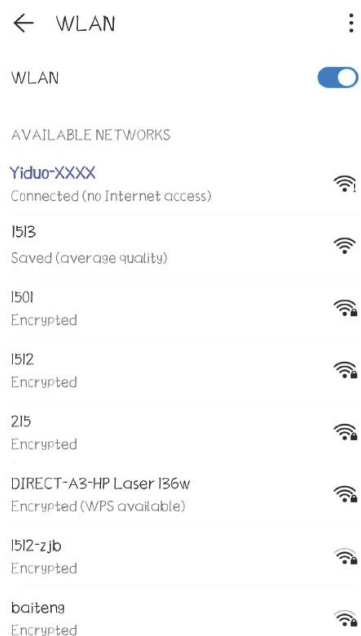 WLAN
WLAN
AVAILABLE NETWORKS
Yiduo-XXXX
Connected (no Internet access)
1513
Saved (average quality)
1501
Encrypted
1512
Encrypted
215
Encrypted
DIRECT-A3-HP Laser 136w
Encrypted (WPS available)
1512-zjb
Encrypted
baiteng
Encrypted